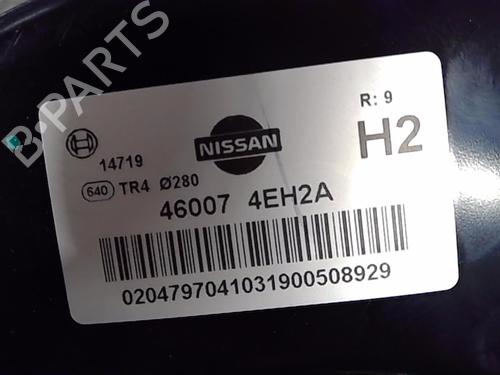 R: 9
14719
NISSAN
H2
640 TR4 Ø280
46007 4EH2A
0204797041031900508929
B-PARTS